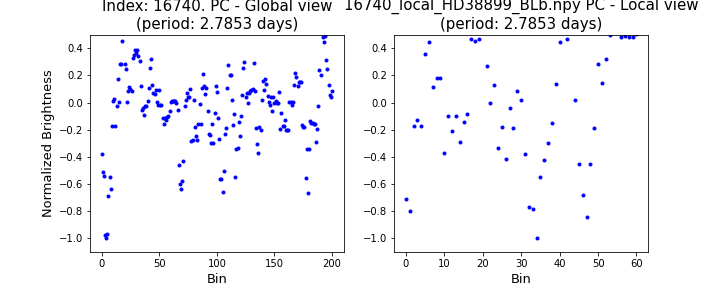 Index: 16740. PC - Global view
(period: 2.7853 days)
16740_local_HD38899_BLb.npy PC - Local view
(period: 2.7853 days)
Normalized Brightness
0.4
0.2
0.0
−0.2
−0.4
−0.6
−0.8
−1.0
0 50 100 150 200
Bin
0.4
0.2
0.0
−0.2
−0.4
−0.6
−0.8
−1.0
0 10 20 30 40 50 60
Bin